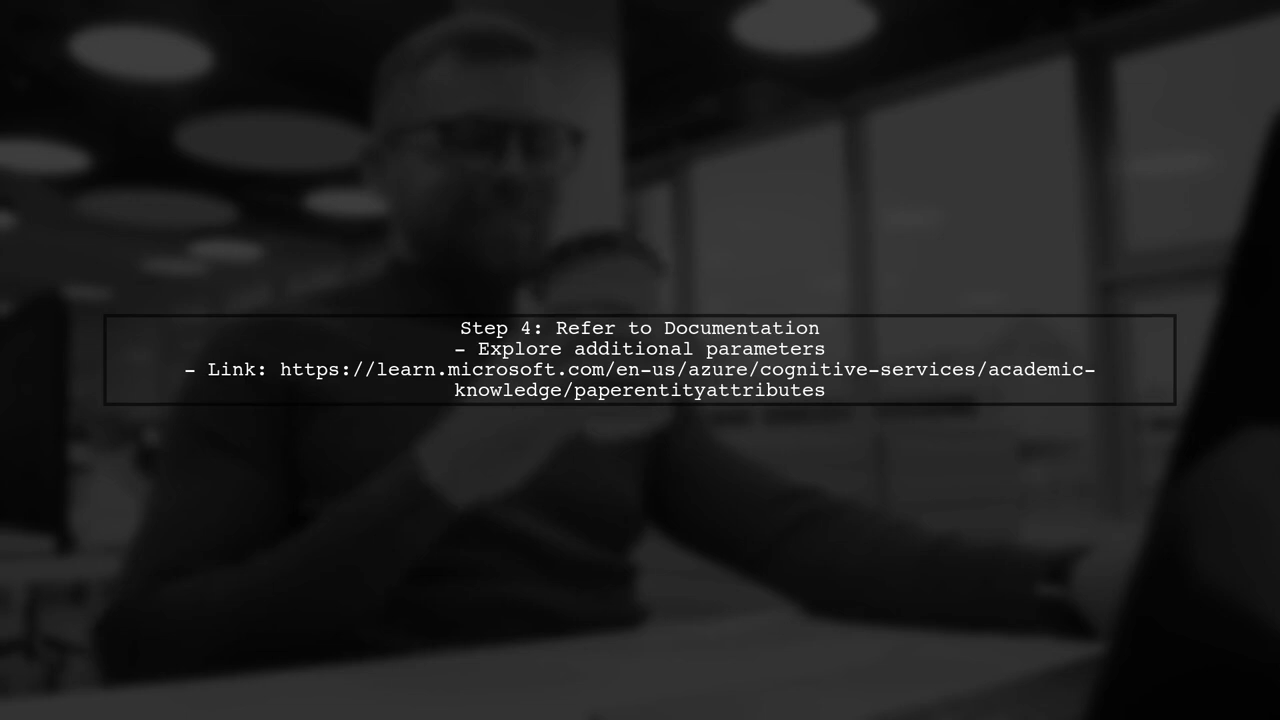 Step 4: Refer to Documentation
- Explore additional parameters
- Link: https://learn.microsoft.com/en-us/azure/cognitive-services/academic-
knowledge/paperentityattributes